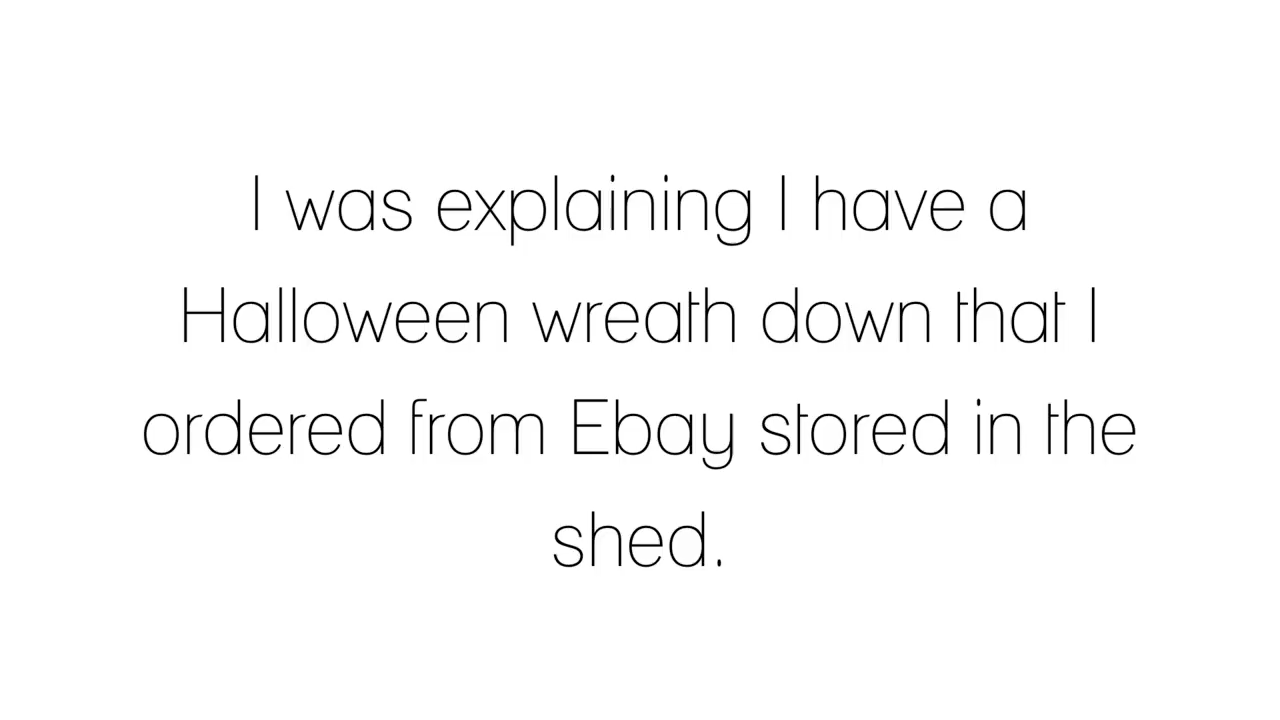 I was explaining I have a
Halloween wreath down that I
ordered from Ebay stored in the
shed.